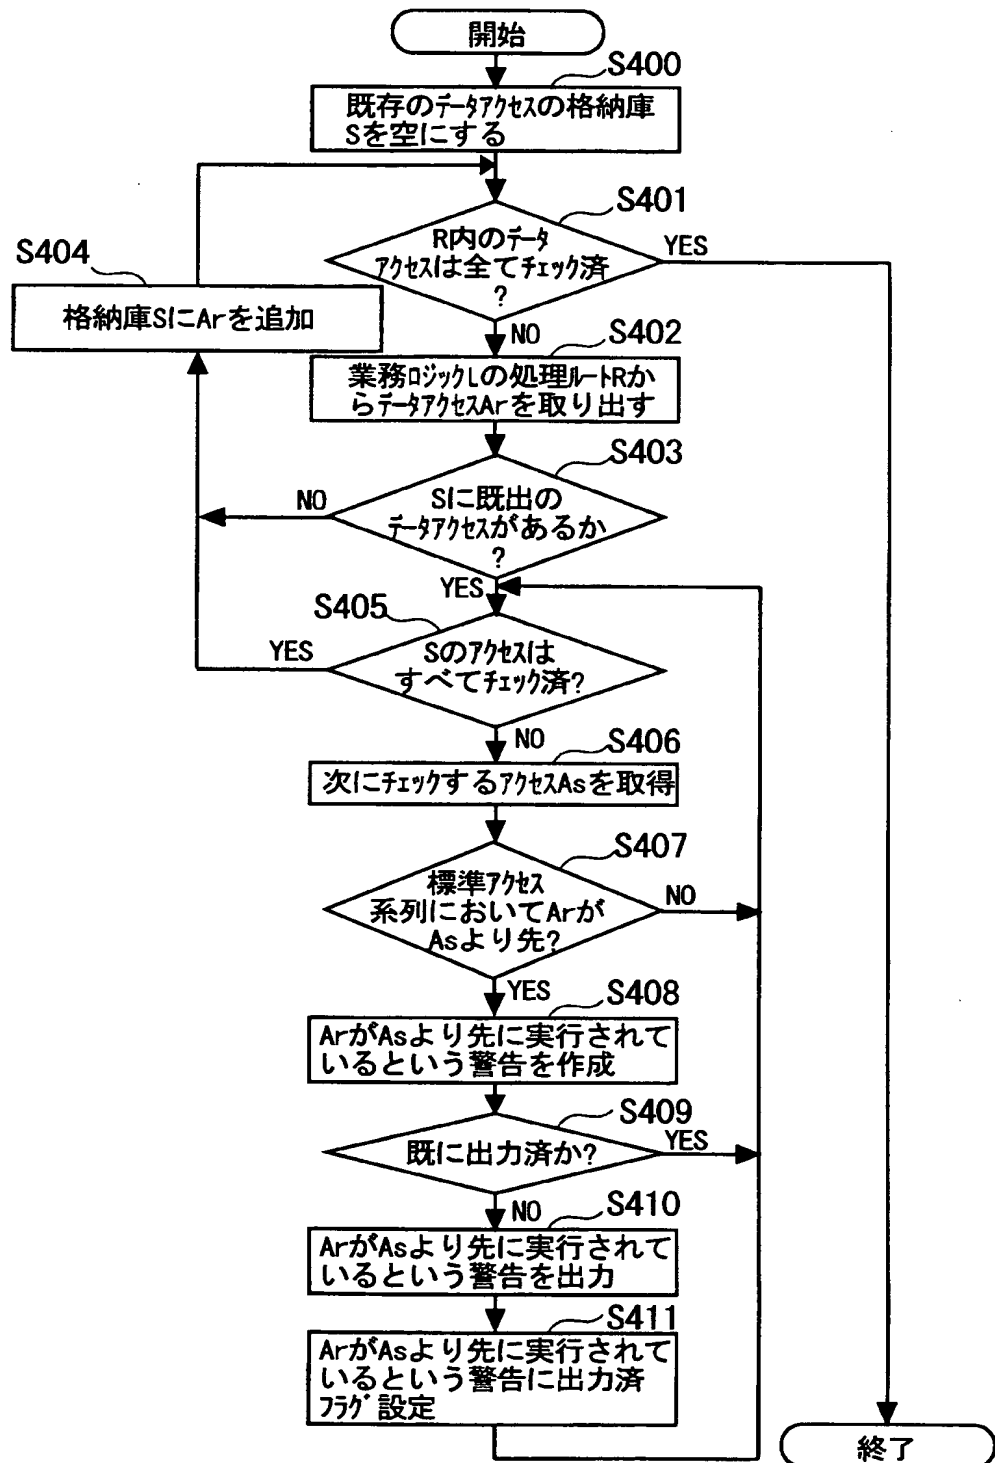 開始
S400
既存のﾃﾞｰﾀｱｸｾｽの格納庫
Sを空にする
S401
R内のﾃﾞｰﾀ
ｱｸｾｽは全てﾁｪｯｸ済
?
YES
S404
格納庫SにArを追加
NO
S402
業務ﾛｼﾞｯｸLの処理ﾙｰﾄRか
らﾃﾞｰﾀｱｸｾｽArを取り出す
S403
NO
Sに既出の
ﾃﾞｰﾀｱｸｾｽがあるか
?
YES
S405
YES
Sのｱｸｾｽは
すべてﾁｪｯｸ済?
NO
S406
次にﾁｪｯｸするｱｸｾｽAsを取得
S407
標準ｱｸｾｽ
系列においてArが
Asより先?
NO
YES
S408
ArがAsより先に実行されて
いるという警告を作成
S409
既に出力済か?
YES
NO
S410
ArがAsより先に実行されて
いるという警告を出力
S411
ArがAsより先に実行されて
いるという警告に出力済
ﾌﾗｸﾞ設定
終了